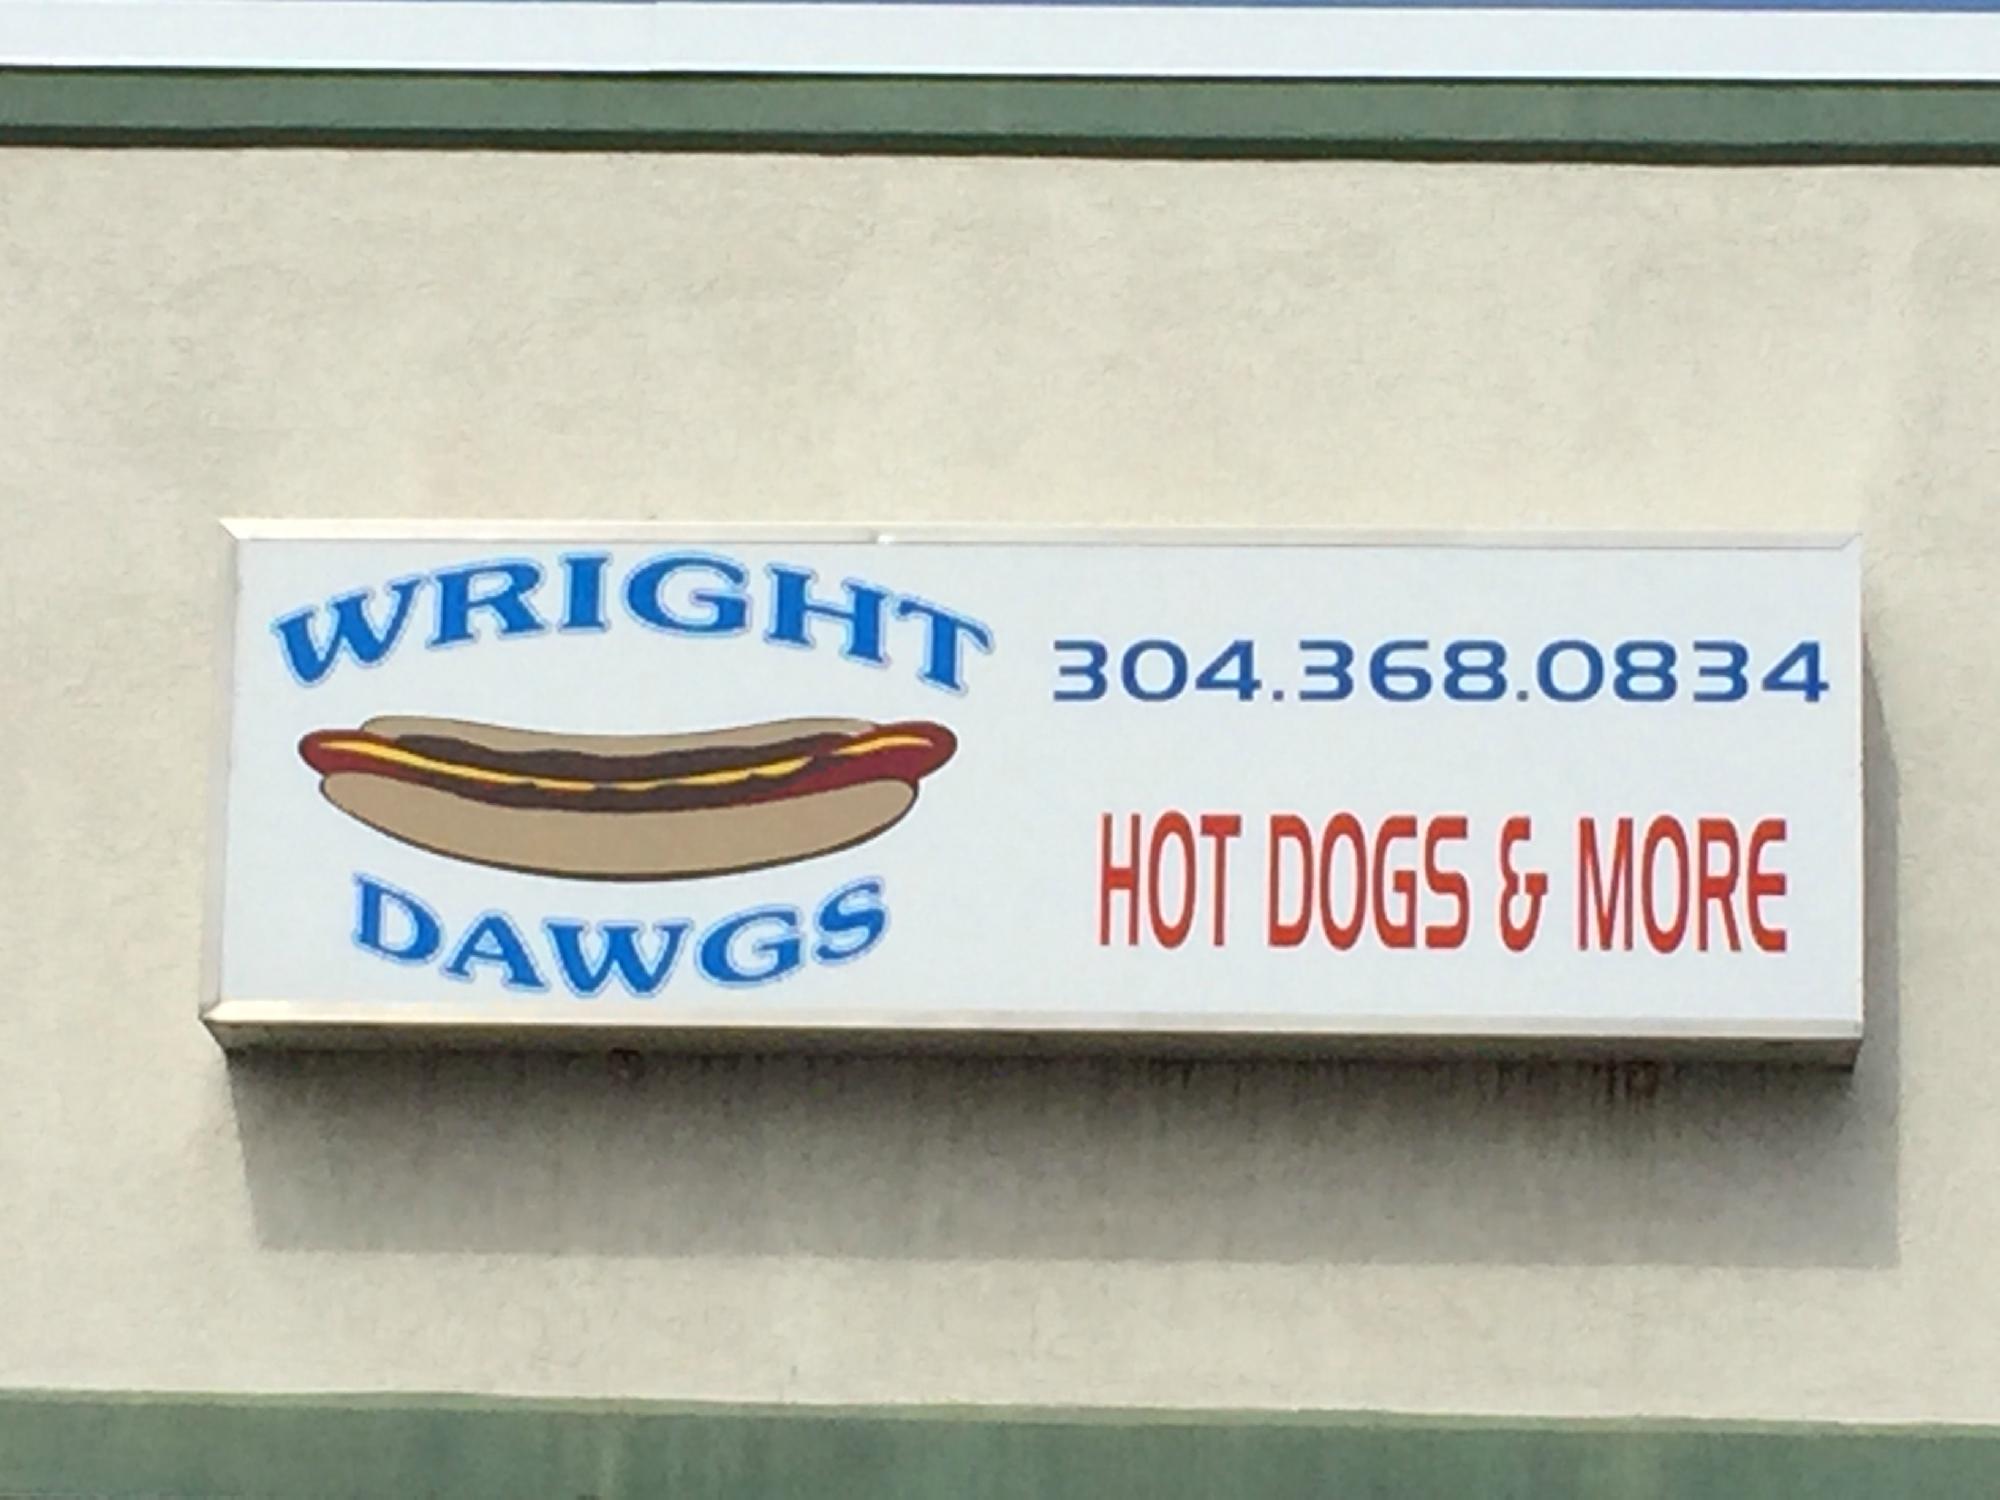 WRIGHT
DAWGS
304.368.0834
HOT DOGS & MORE